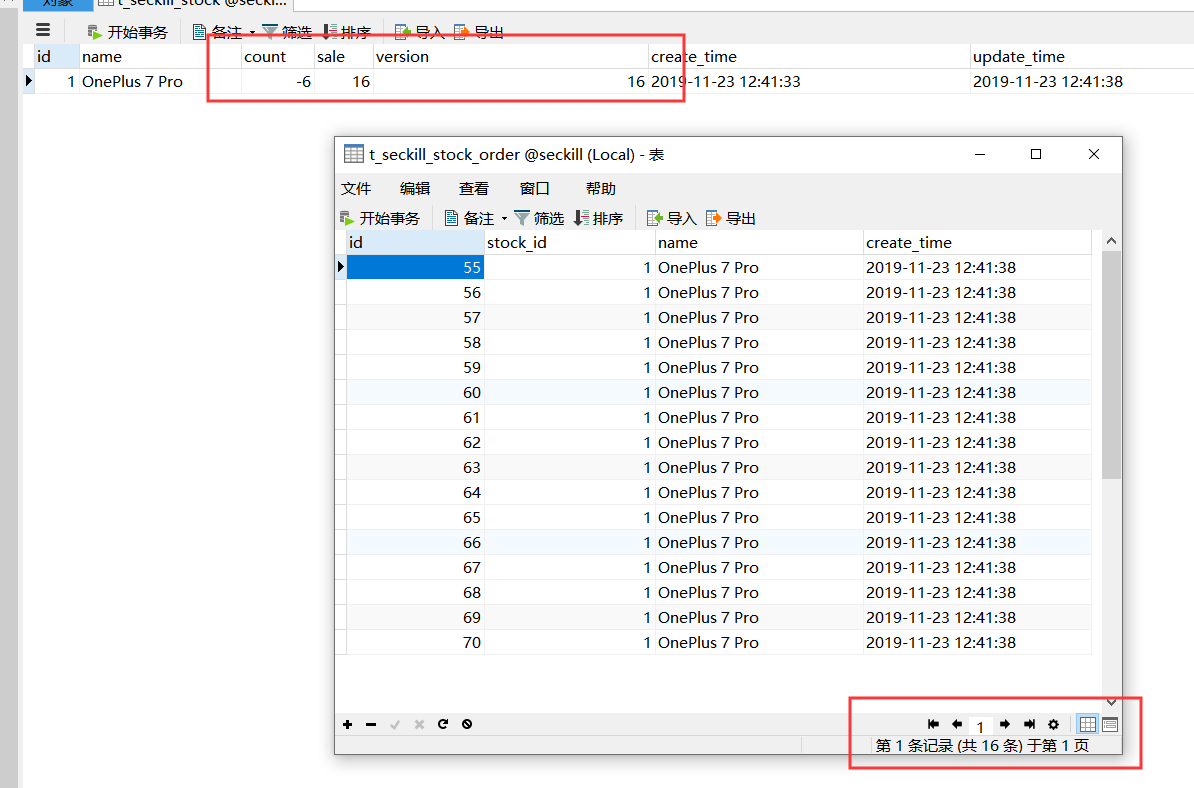 对象 t_seckill_stock @secki...
开始事务 备注 筛选 排序 导入 导出
id name count sale version create_time update_time
1 OnePlus 7 Pro -6 16 16 2019-11-23 12:41:33 2019-11-23 12:41:38
t_seckill_stock_order @seckill (Local) - 表
文件 编辑 查看 窗口 帮助
开始事务 备注 筛选 排序 导入 导出
id stock_id name create_time
55 1 OnePlus 7 Pro 2019-11-23 12:41:38
56 1 OnePlus 7 Pro 2019-11-23 12:41:38
57 1 OnePlus 7 Pro 2019-11-23 12:41:38
58 1 OnePlus 7 Pro 2019-11-23 12:41:38
59 1 OnePlus 7 Pro 2019-11-23 12:41:38
60 1 OnePlus 7 Pro 2019-11-23 12:41:38
61 1 OnePlus 7 Pro 2019-11-23 12:41:38
62 1 OnePlus 7 Pro 2019-11-23 12:41:38
63 1 OnePlus 7 Pro 2019-11-23 12:41:38
64 1 OnePlus 7 Pro 2019-11-23 12:41:38
65 1 OnePlus 7 Pro 2019-11-23 12:41:38
66 1 OnePlus 7 Pro 2019-11-23 12:41:38
67 1 OnePlus 7 Pro 2019-11-23 12:41:38
68 1 OnePlus 7 Pro 2019-11-23 12:41:38
69 1 OnePlus 7 Pro 2019-11-23 12:41:38
70 1 OnePlus 7 Pro 2019-11-23 12:41:38
1
第 1 条记录 (共 16 条) 于第 1 页